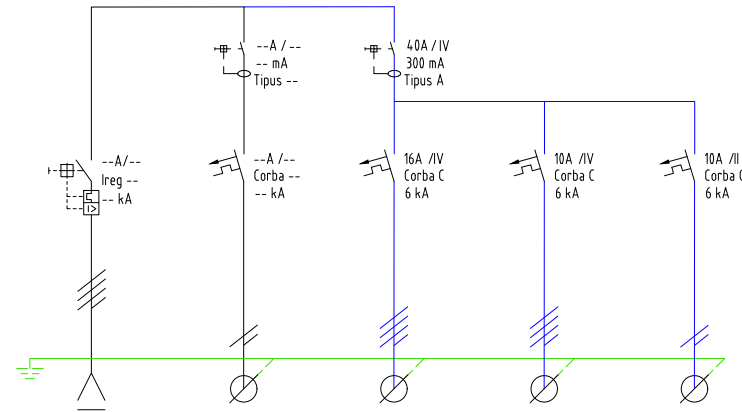 --A / --
-- mA
Tipus --
40A / IV
300 mA
Tipus A
--A/--
Ireg --
-- kA
--A /--
Corba --
-- kA
16A /IV
Corba C
6 kA
10A /IV
Corba C
6 kA
10A /II
Corba C
6 kA